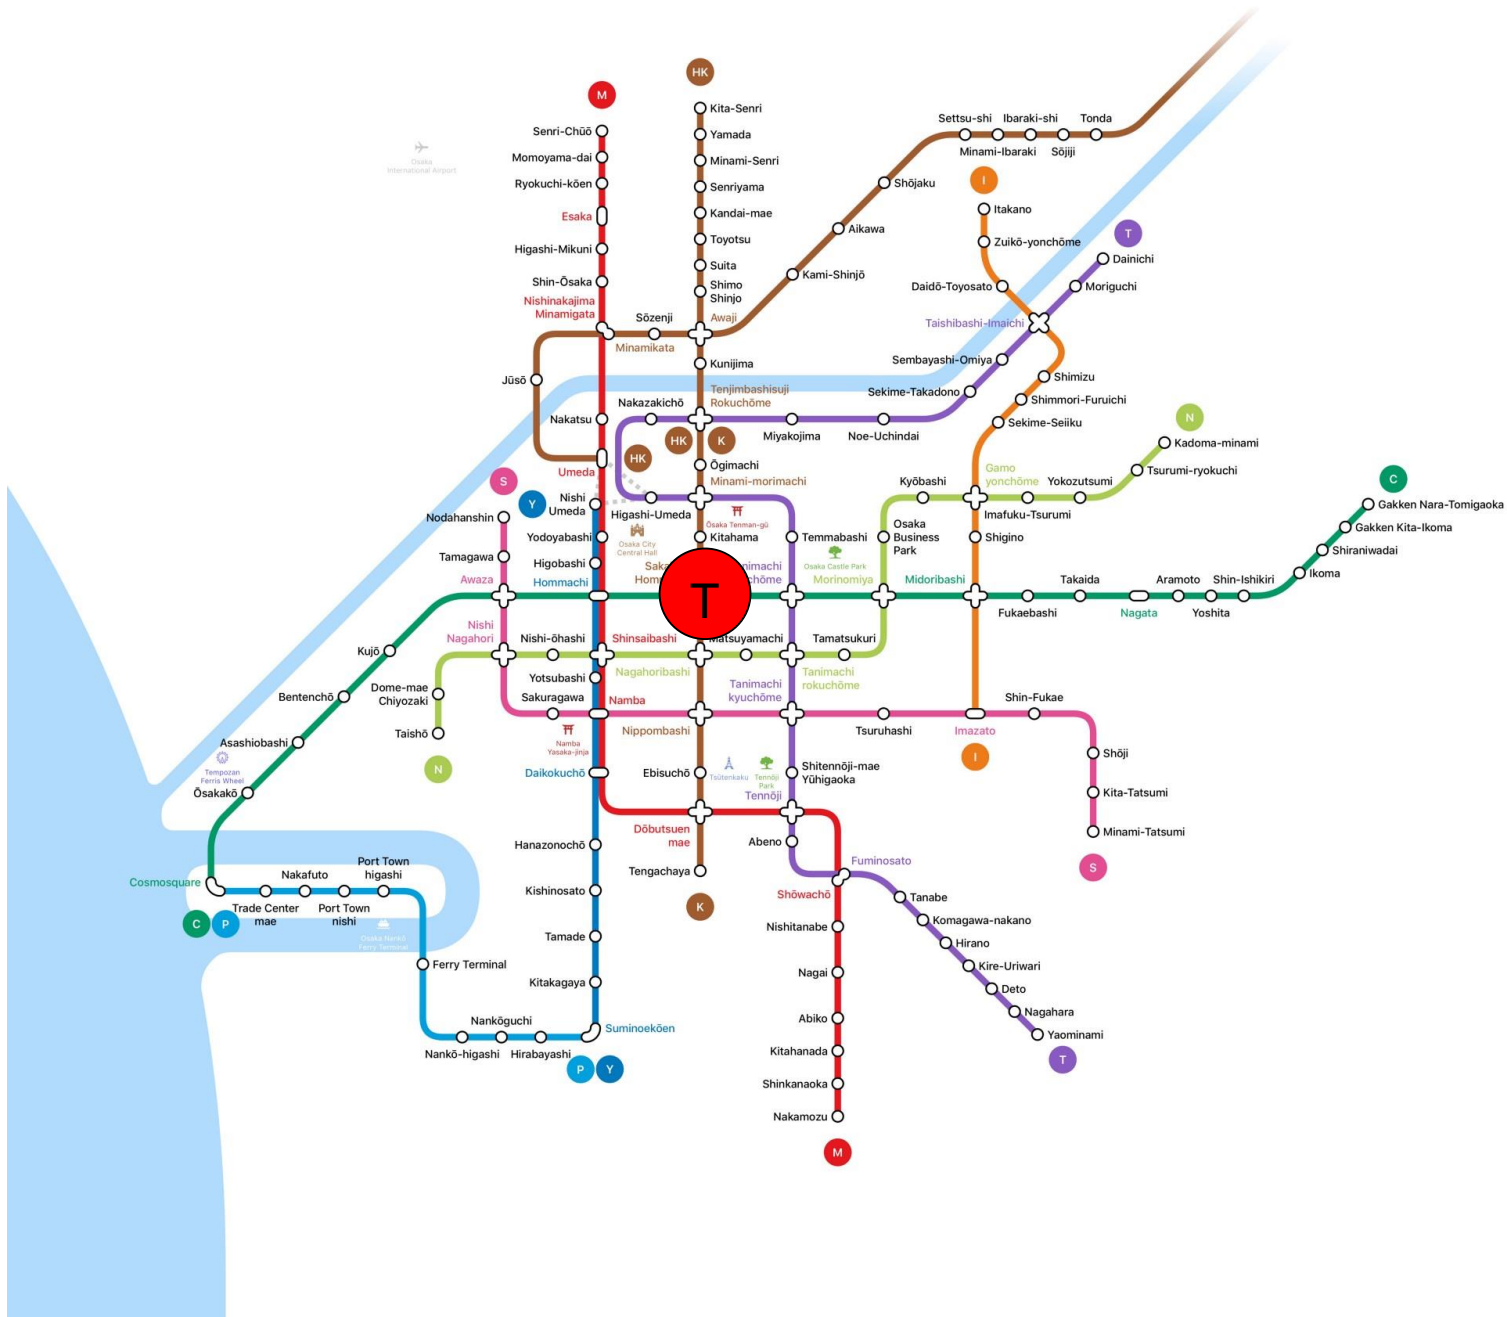 HK
M
Kita-Senri
Senri-Chūō
Yamada
Momoyama-dai
Minami-Senri
Ryokuchi-kōen
Senriyama
Esaka
Kandai-mae
Higashi-Mikuni
Toyotsu
Shin-Ōsaka
Suita
Nishinakajima
Minamigata
Shimo
Shinjo
Sōzenji
Awaji
Minamikata
Osaka
International Airport
Settsu-shi
Ibaraki-shi
Tonda
Minami-Ibaraki
Sōjiji
Shōjaku
Aikawa
Kami-Shinjō
I
Itakano
Zuikō-yonchōme
Daidō-Toyosato
T
Dainichi
Moriguchi
Taishibashi-Imaichi
Sembayashi-Omiya
Sekime-Takadono
Shimizu
Shimmori-Furuichi
Sekime-Seiiku
Jūsō
Kunijima
Nakazakichō
Tenjimbashisuji
Rokuchōme
Nakatsu
Miyakojima
Noe-Uchindai
HK
K
HK
Umeda
Ōgimachi
Minami-morimachi
N
Kadoma-minami
Tsurumi-ryokuchi
Gamo
yonchōme
Kyōbashi
Yokozutsumi
Imafuku-Tsurumi
C
Gakken Nara-Tomigaoka
Gakken Kita-Ikoma
Shiraniwadai
Ikoma
S
Y
Nishi
Umeda
Higashi-Umeda
Ōsaka Tenman-gū
Nodahanshin
Yodoyabashi
Osaka City
Central Hall
Kitahama
Temmabashi
Osaka Castle Park
Osaka
Business
Park
Shigino
Tamagawa
Higobashi
Awaza
Hommachi
T
Morinomiya
Midoribashi
Takaida
Aramoto
Shin-Ishikiri
Fukaebashi
Nagata
Yoshita
Nishi
Nagahori
Nishi-ōhashi
Shinsaibashi
Matsuyamachi
Tamatsukuri
Kujō
Nagahoribashi
Tanimachi
rokuchōme
Yotsubashi
Dome-mae
Chiyozaki
Bentenchō
Sakuragawa
Namba
Tanimachi
kyuchōme
Shin-Fukae
Taishō
Namba
Yasaka-jinja
Nippombashi
Tsuruhashi
Imazato
Asashiobashi
Tempozan
Ferris Wheel
N
I
Shōji
Daikokuchō
Ebisuchō
Tsūtenkaku
Tennōji
Park
Shitennōji-mae
Yūhigaoka
Tennōji
Ōsakakō
Kita-Tatsumi
Dōbutsuen
mae
Abeno
Minami-Tatsumi
Hanazonochō
Tengachaya
Fuminosato
S
Port Town
higashi
Nakafuto
Cosmosquare
Trade Center
mae
Port Town
nishi
Kishinosato
Shōwachō
Tanabe
K
C
P
Komagawa-nakano
Nishitanabe
Tamade
Hirano
Ferry Terminal
Kire-Uriwari
Nagai
Kitakagaya
Deto
Nagahara
Abiko
Nankōguchi
Suminoekōen
Yaominami
Nankō-higashi
Hirabayashi
Kitahanada
P
Y
T
Shinkanaoka
Nakamozu
M